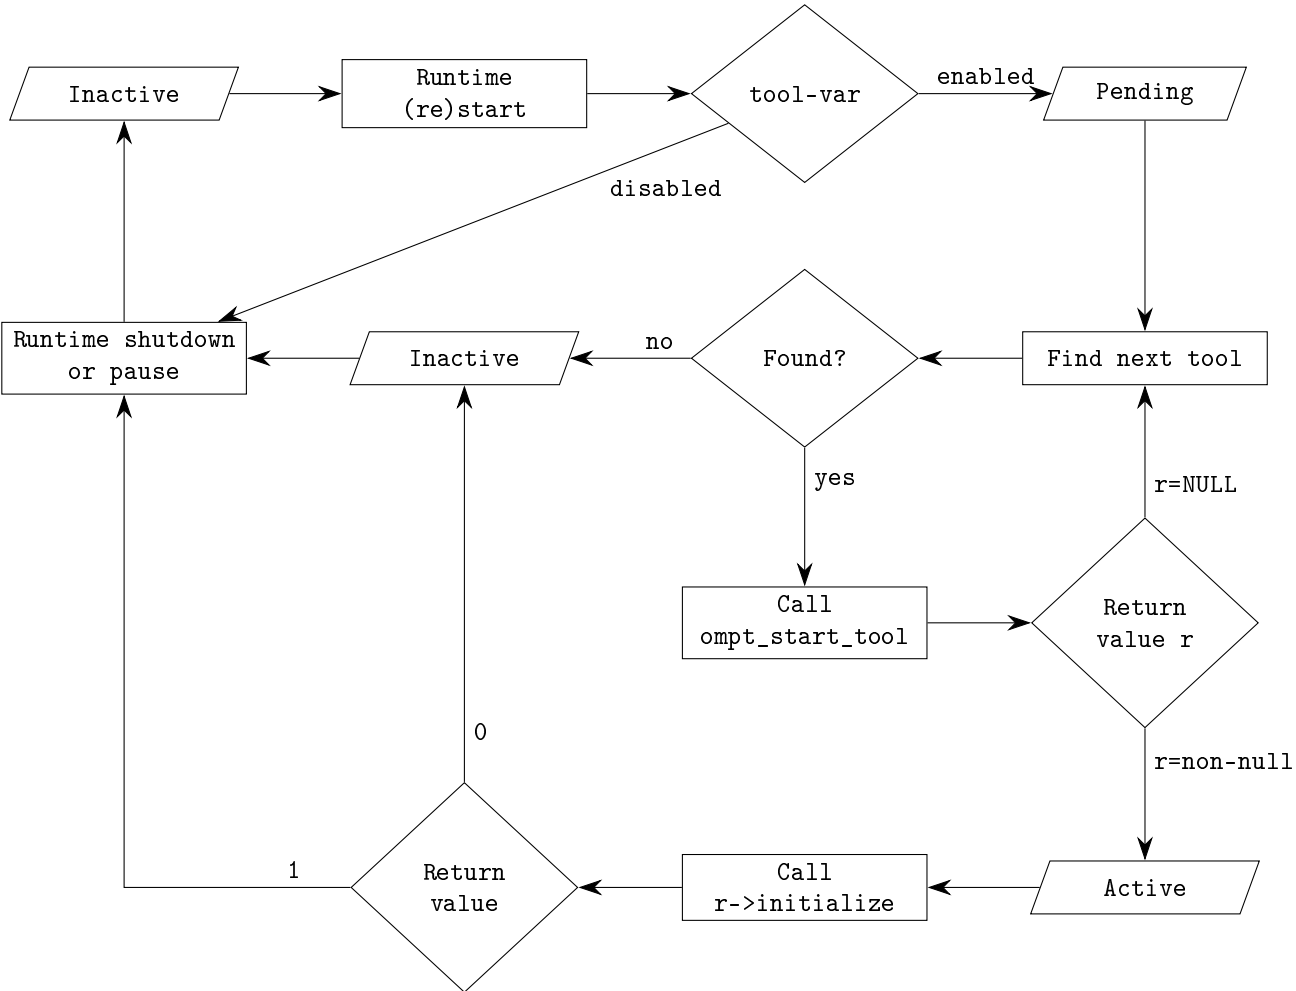 Inactive
Runtime
(re)start
tool-var
enabled
Pending
disabled
Runtime shutdown
or pause
Inactive
no
Found?
Find next tool
yes
r=NULL
Call
ompt_start_tool
Return
value r
0
r=non-null
1
Return
value
Call
r->initialize
Active